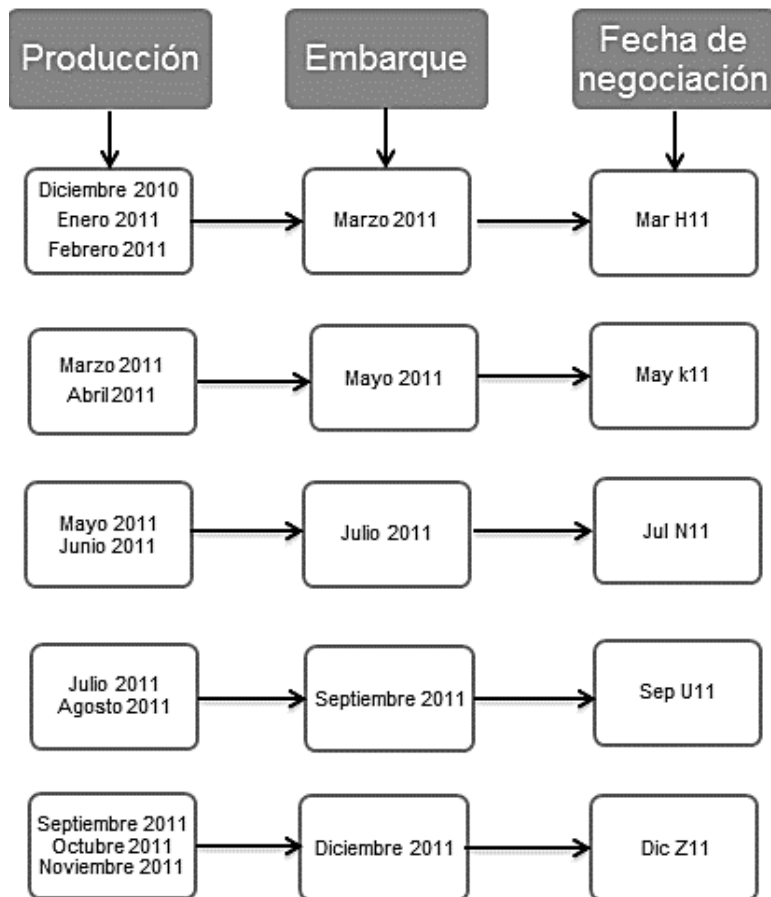 Producción
Embarque
Fecha de
negociación
Diciembre 2010
Enero 2011
Febrero 2011
Marzo 2011
Mar H11
Marzo 2011
Abril 2011
Mayo 2011
May k11
Mayo 2011
Junio 2011
Julio 2011
Jul N11
Julio 2011
Agosto 2011
Septiembre 2011
Sep U11
Septiembre 2011
Octubre 2011
Noviembre 2011
Diciembre 2011
Dic Z11